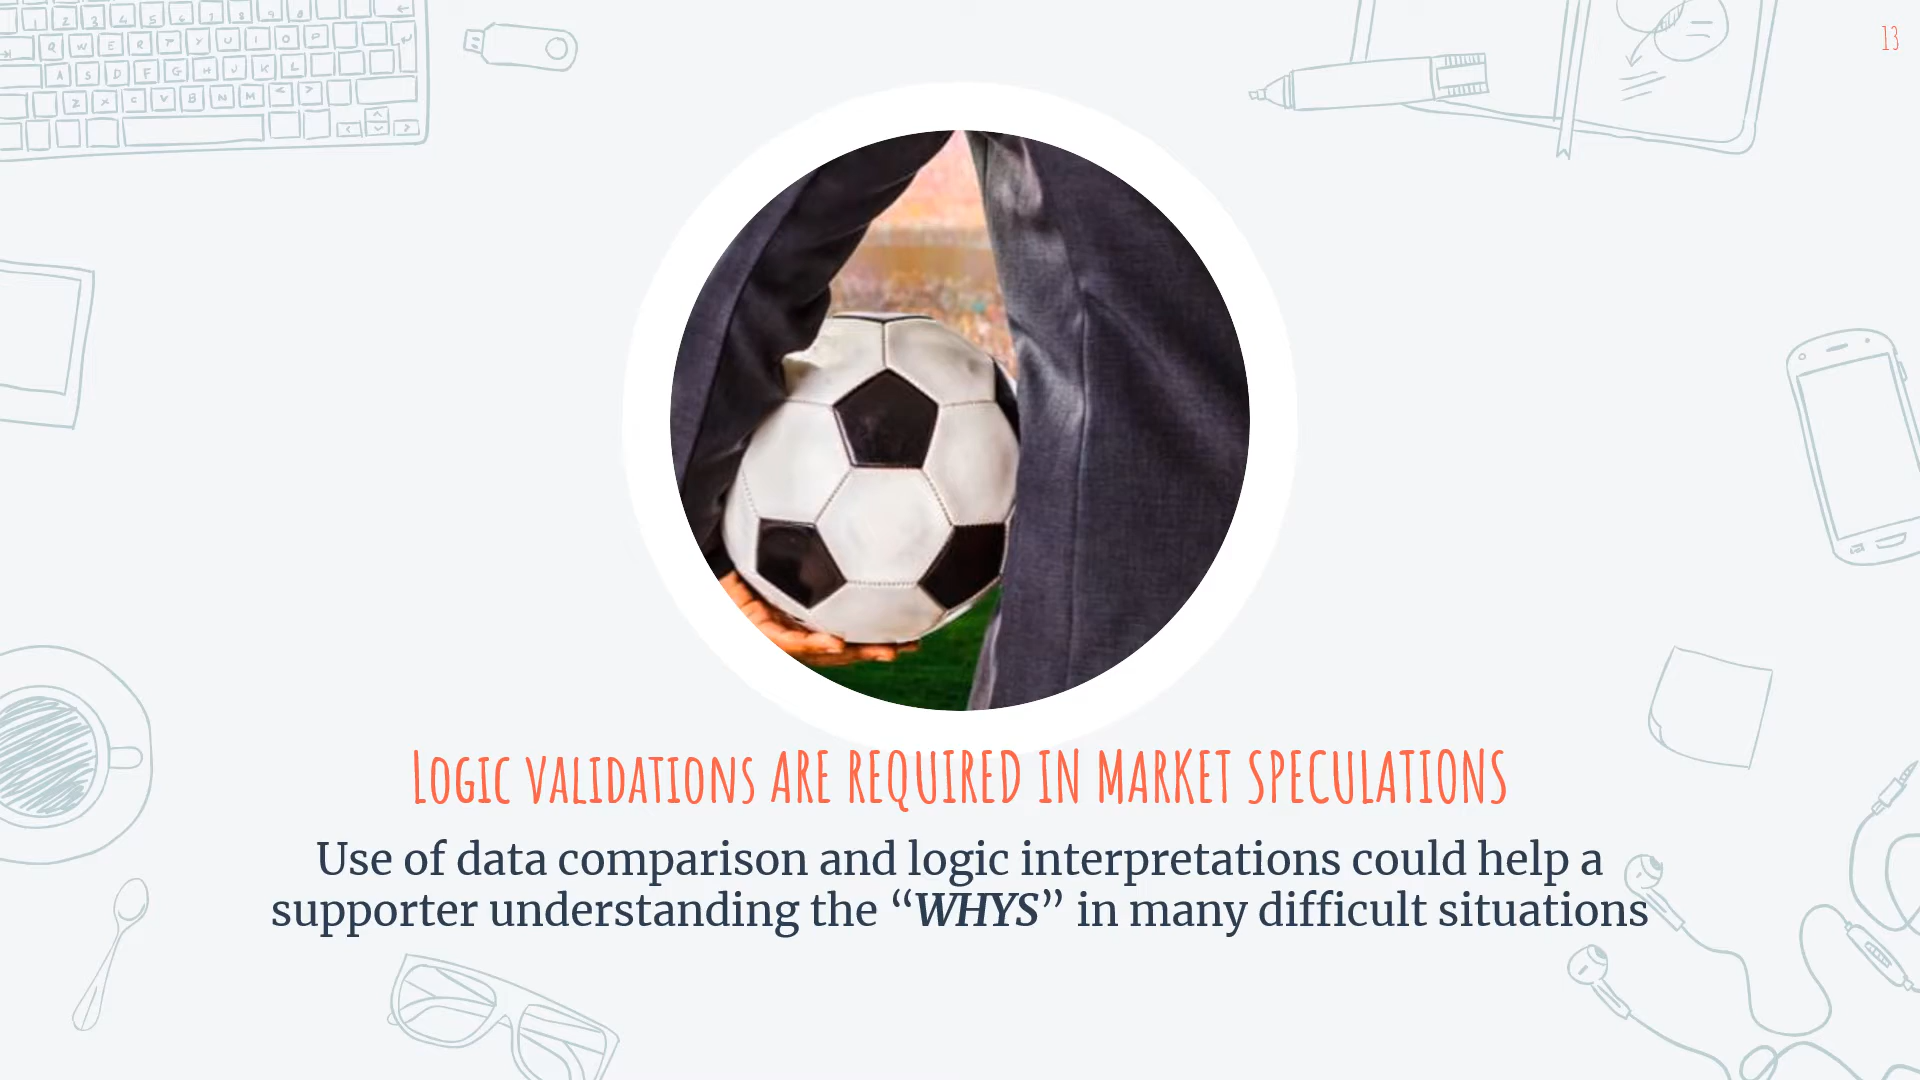 13
Logic validations ARE REQUIRED IN MARKET SPECULATIONS
Use of data comparison and logic interpretations could help a
supporter understanding the “WHYS” in many difficult situations